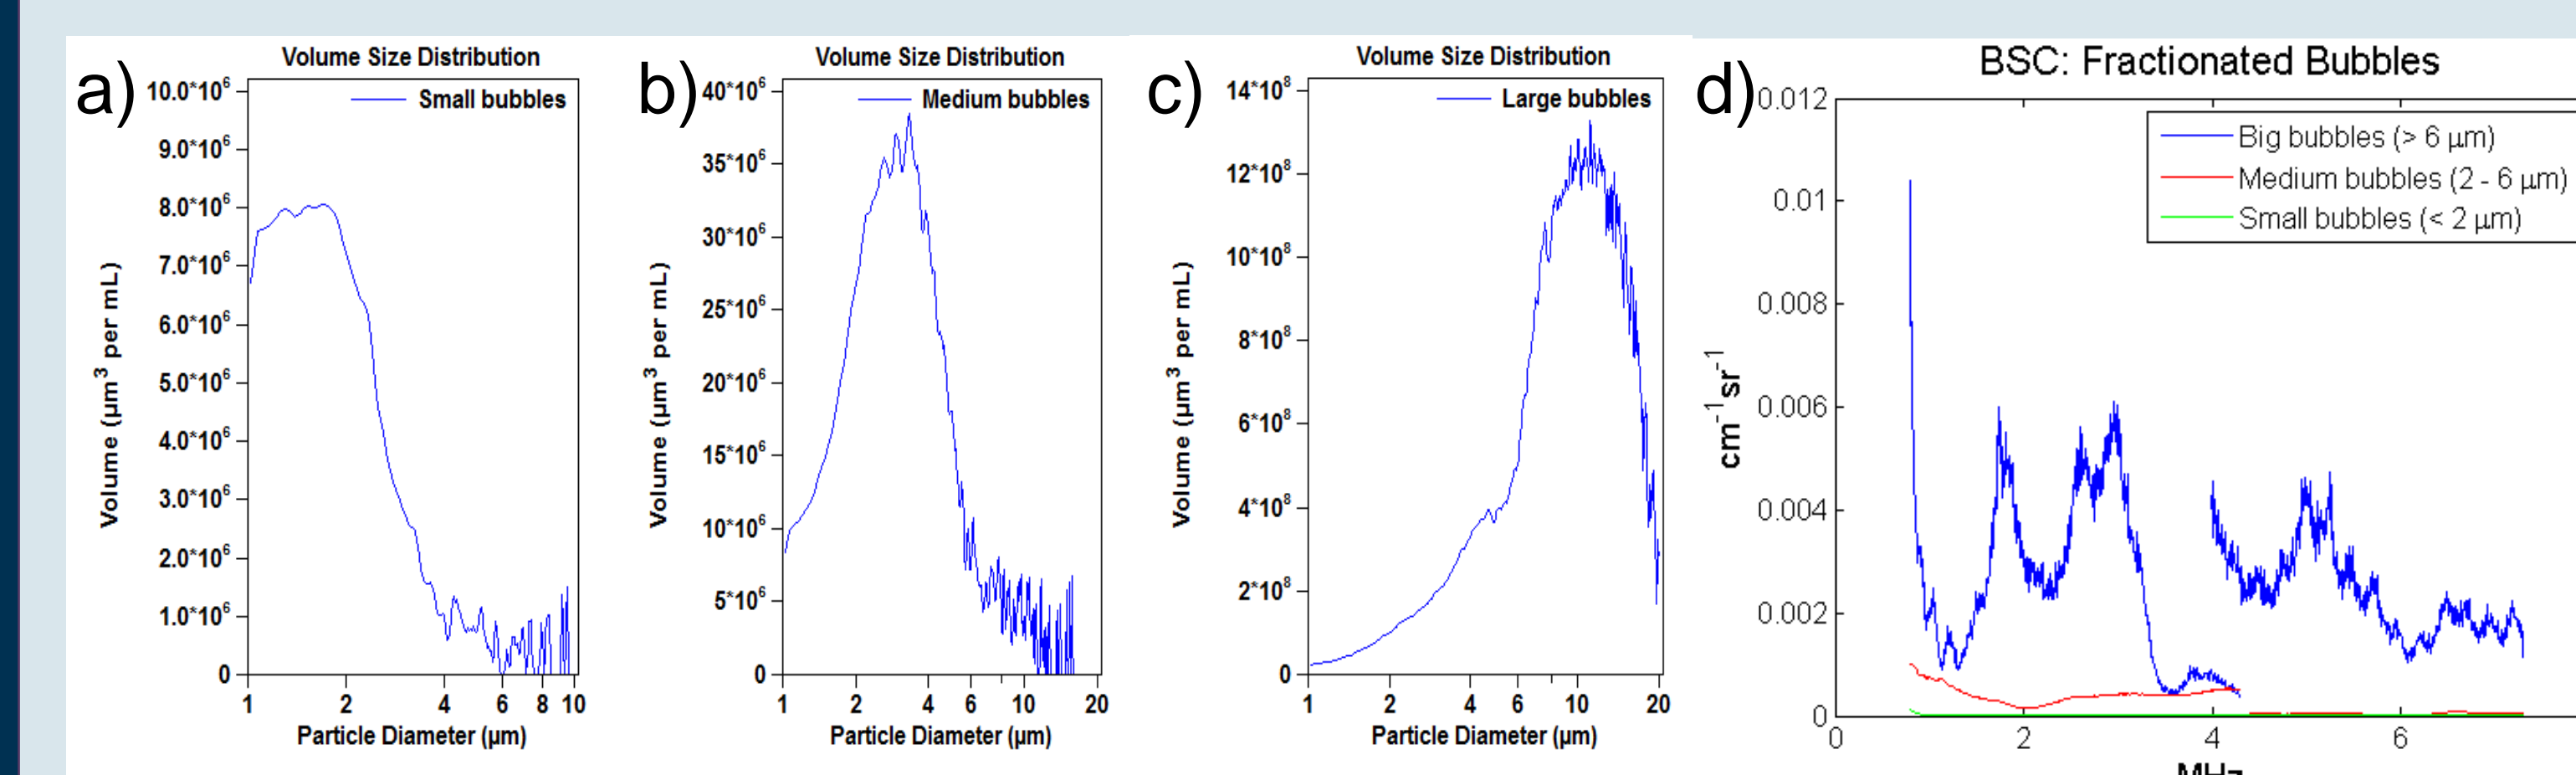 a)
Volume Size Distribution
Small bubbles
10.0*10⁶
9.0*10⁶
8.0*10⁶
7.0*10⁶
6.0*10⁶
5.0*10⁶
4.0*10⁶
3.0*10⁶
2.0*10⁶
1.0*10⁶
0
Volume (µm³ per mL)
1 2 4 6 8 10
Particle Diameter (µm)
b)
Volume Size Distribution
Medium bubbles
40*10⁶
35*10⁶
30*10⁶
25*10⁶
20*10⁶
15*10⁶
10*10⁶
5*10⁶
0
Volume (µm³ per mL)
1 2 4 6 10 20
Particle Diameter (µm)
c)
Volume Size Distribution
Large bubbles
14*10⁸
12*10⁸
10*10⁸
8*10⁸
6*10⁸
4*10⁸
2*10⁸
0
Volume (µm³ per mL)
1 2 4 6 10 20
Particle Diameter (µm)
d)
BSC: Fractionated Bubbles
Big bubbles (> 6 µm)
Medium bubbles (2 - 6 µm)
Small bubbles (< 2 µm)
0.012
0.01
0.008
0.006
0.004
0.002
0
cm⁻¹sr⁻¹
0 2 4 6
MHz